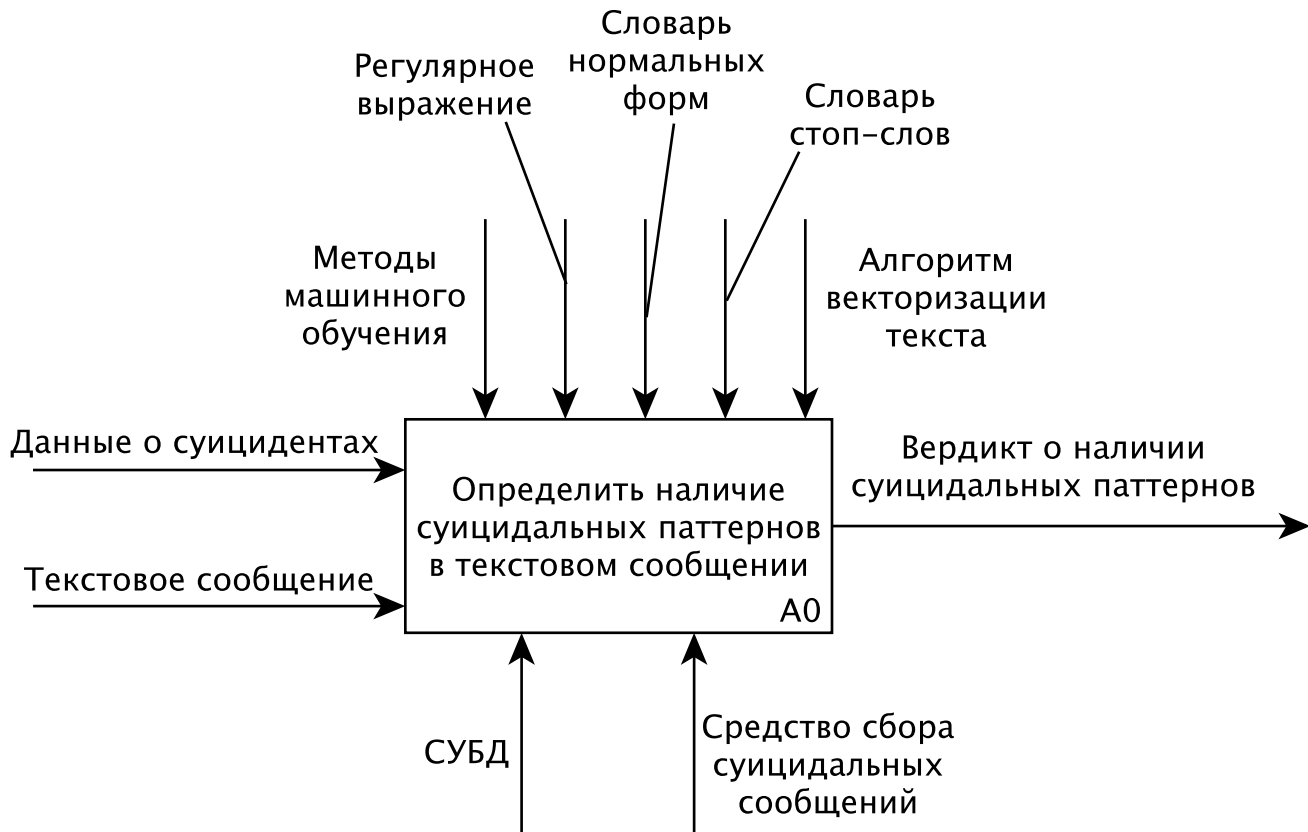 Словарь
нормальных
форм
Регулярное
выражение
Словарь
стоп-слов
Методы
машинного
обучения
Алгоритм
векторизации
текста
Данные о суицидентах
Текстовое сообщение
Определить наличие
суицидальных паттернов
в текстовом сообщении
A0
Вердикт о наличии
суицидальных паттернов
СУБД
Средство сбора
суицидальных
сообщений